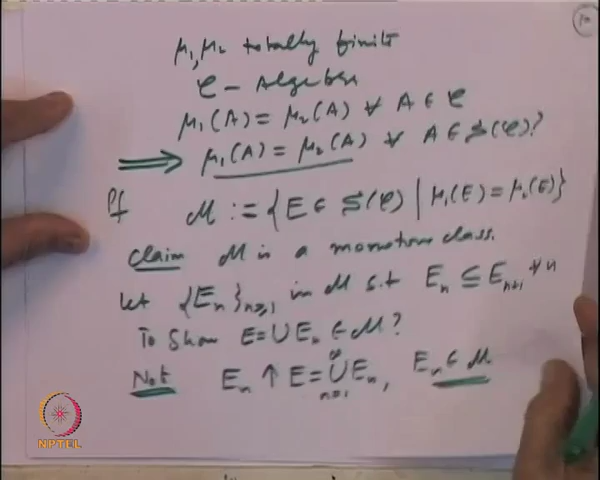 μ₁, μ₂ totally finite
𝒞 – Algebra
μ₁(A) = μ₂(A) ∀ A ∈ 𝒞
⟹ μ₁(A) = μ₂(A) ∀ A ∈ S(𝒞)?
Pf M := {E ∈ S(𝒞) | μ₁(E) = μ₂(E)}
Claim M is a monotone class.
Let {Eₙ}ₙ≥₁ in M s.t Eₙ ⊆ Eₙ₊₁ ∀ n
To Show E = ∪ Eₙ ∈ M?
Not Eₙ ↑ E = ∪ₙ₌₁^∞ Eₙ, Eₙ ∈ M
NPTEL